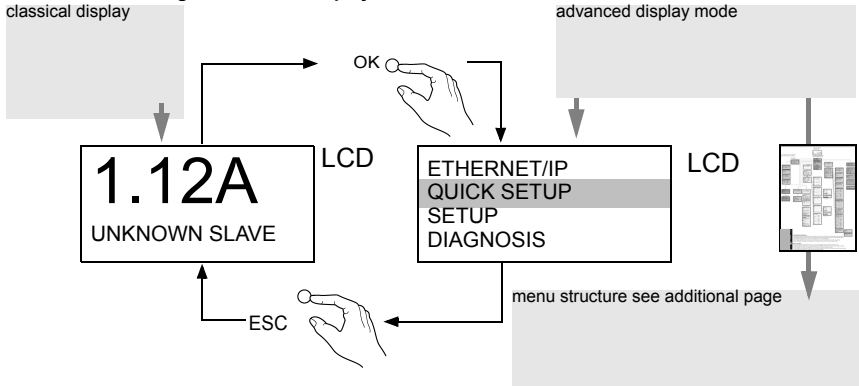 classical display
advanced display mode
OK
1.12A
UNKNOWN SLAVE
LCD
ETHERNET/IP
QUICK SETUP
SETUP
DIAGNOSIS
LCD
ESC
menu structure see additional page